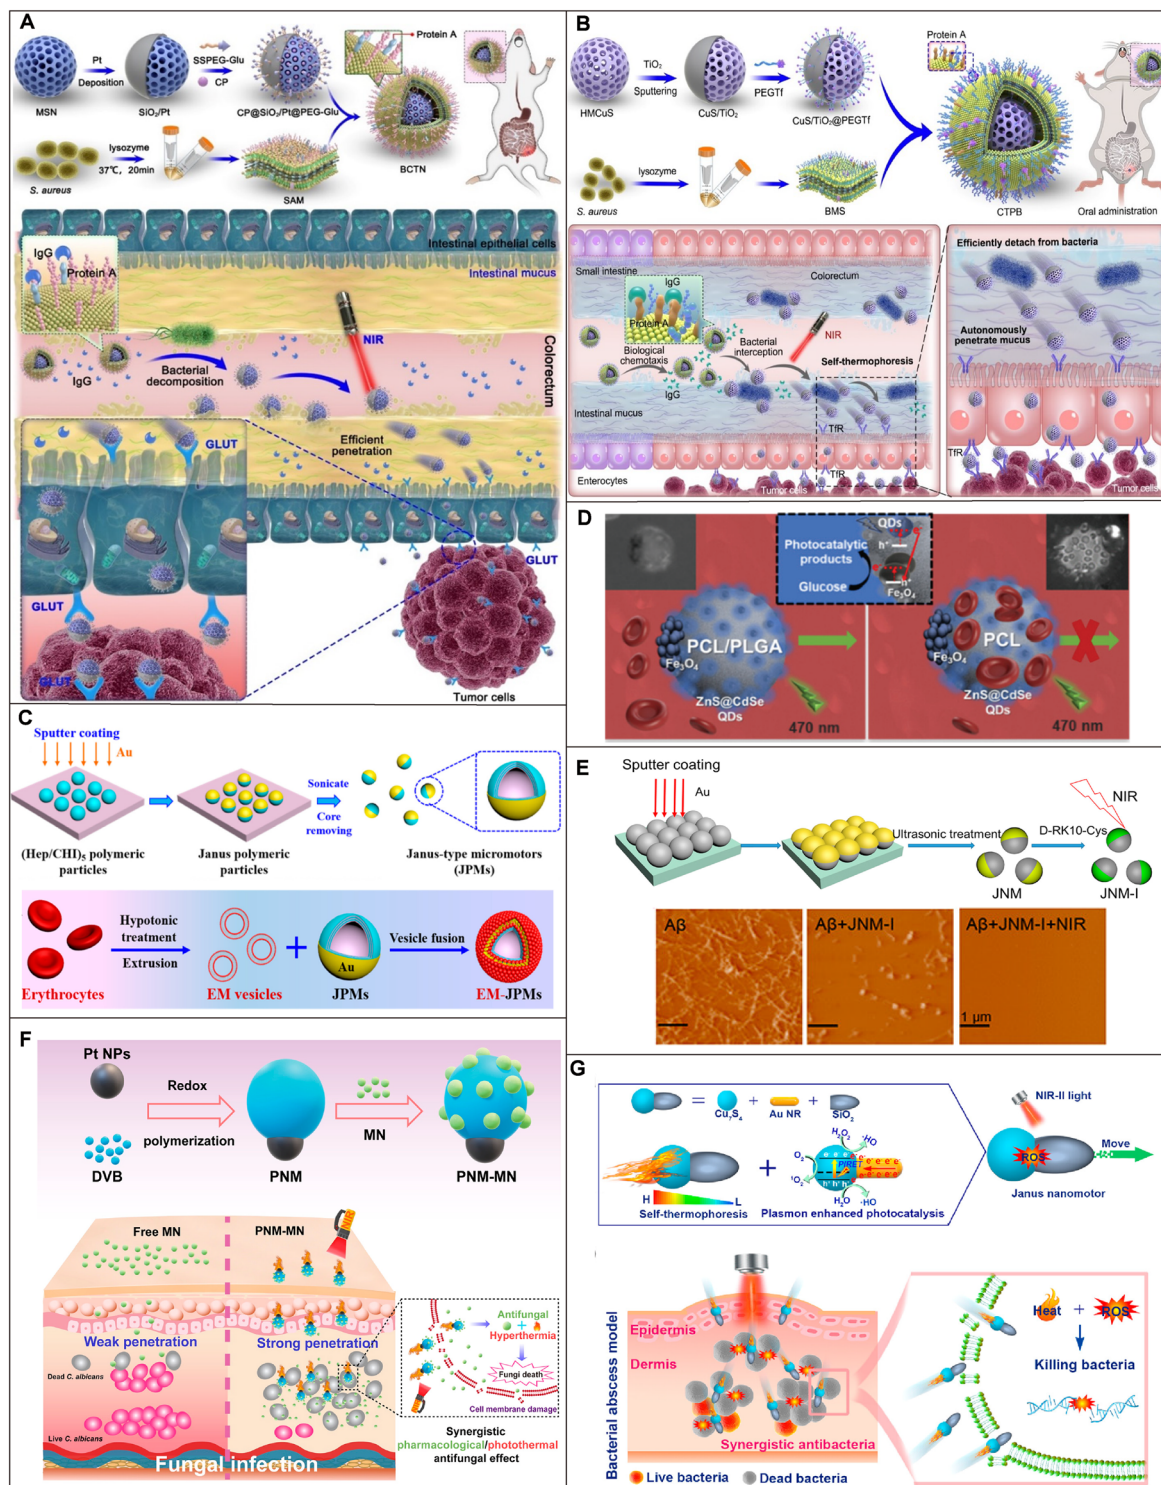 A
Protein A
Pt
Deposition
SSPEG-Glu
CP
MSN
SiO₂/Pt
CP@SiO₂/Pt@PEG-Glu
lysozyme
37℃, 20min
BCTN
S. aureus
SAM
Intestinal epithelial cells
IgG
Protein A
Intestinal mucus
NIR
IgG
Bacterial
decomposition
Colorectum
GLUT
Efficient
penetration
GLUT
GLUT
GLUT
Tumor cells
B
Protein A
TiO₂
Sputtering
PEGTf
HMCuS
CuS/TiO₂
CuS/TiO₂@PEGTf
lysozyme
S. aureus
BMS
CTPB
Oral administration
Small intestine
Colorectum
IgG
Protein A
NIR
Biological
chemotaxis
Bacterial
interception
Self-thermophoresis
IgG
Intestinal mucus
TfR
TfR
Enterocytes
Tumor cells
Efficiently detach from bacteria
Autonomously
penetrate mucus
TfR
Tumor cells
C
Sputter coating
Au
Sonicate
Core
removing
(Hep/CHI)₅ polymeric
particles
Janus polymeric
particles
Janus-type micromotors
(JPMs)
Hypotonic
treatment
Extrusion
Au
Vesicle fusion
Erythrocytes
EM vesicles
JPMs
EM-JPMs
D
QDs
h⁺
Photocatalytic
products
Glucose
h⁺
Fe₃O₄
PCL/PLGA
Fe₃O₄
ZnS@CdSe
QDs
470 nm
PCL
Fe₃O₄
ZnS@CdSe
QDs
470 nm
E
Sputter coating
Au
NIR
Ultrasonic treatment
D-RK10-Cys
JNM
JNM-I
Aβ
Aβ+JNM-I
Aβ+JNM-I+NIR
1 μm
F
Pt NPs
Redox
polymerization
MN
DVB
PNM
PNM-MN
Free MN
PNM-MN
Weak penetration
Strong penetration
Dead C. albicans
Live C. albicans
Fungal infection
Antifungal
+
Hyperthermia
Fungi death
Cell membrane damage
Synergistic
pharmacological/photothermal
antifungal effect
G
= Cu₇S₄ + Au NR + SiO₂
H₂O₂
·HO
O₂
PIRET
¹O₂
h⁺ h⁺ h⁺
H₂O
·HO
H
L
Self-thermophoresis
Plasmon enhanced photocatalysis
NIR-II light
ROS
Move
Janus nanomotor
Bacterial abscess model
Epidermis
Dermis
Synergistic antibacteria
Live bacteria
Dead bacteria
Heat + ROS
Killing bacteria